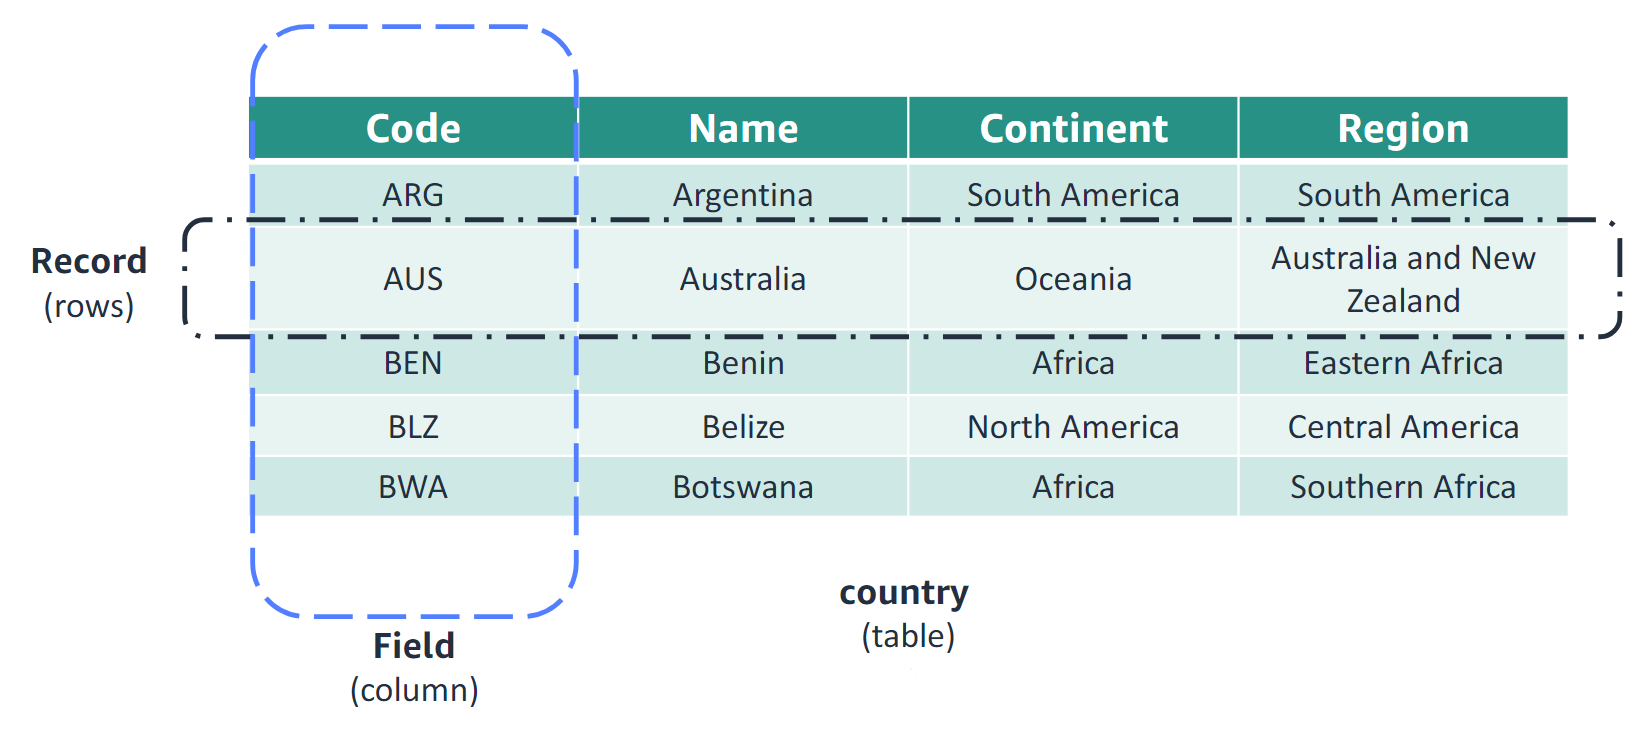 Code Name Continent Region
ARG Argentina South America South America
Record
(rows)
AUS Australia Oceania Australia and New
Zealand
BEN Benin Africa Eastern Africa
BLZ Belize North America Central America
BWA Botswana Africa Southern Africa
country
(table)
Field
(column)